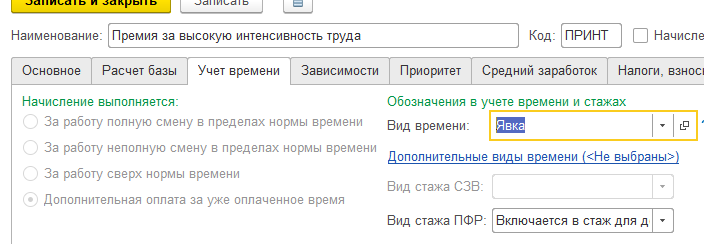 Записать и закрыть Записать
Наименование: Премия за высокую интенсивность труда Код: ПРИНТ Начисле
Основное Расчет базы Учет времени Зависимости Приоритет Средний заработок Налоги, взнось
Начисление выполняется: Обозначения в учете времени и стажах
За работу полную смену в пределах нормы времени Вид времени: Явка ?
За работу неполную смену в пределах нормы времени Дополнительные виды времени (<Не выбраны>)
За работу сверх нормы времени Вид стажа СЗВ:
Дополнительная оплата за уже оплаченное время
Вид стажа ПФР: Включается в стаж для д